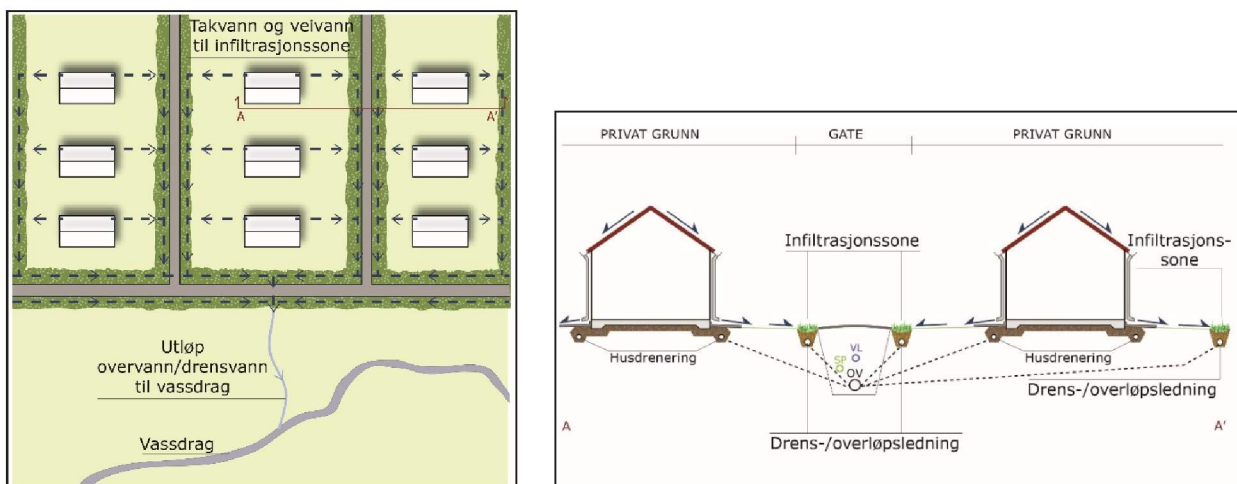 Takvann og veivann
til infiltrasjonssone
A
A'
Utløp
overvann/drensvann
til vassdrag
Vassdrag
PRIVAT GRUNN
GATE
PRIVAT GRUNN
Infiltrasjonssone
Infiltrasjons-
sone
VL
SP
OV
Husdrenering
Husdrenering
Drens-/overløpsledning
Drens-/overløpsledning
A
A'